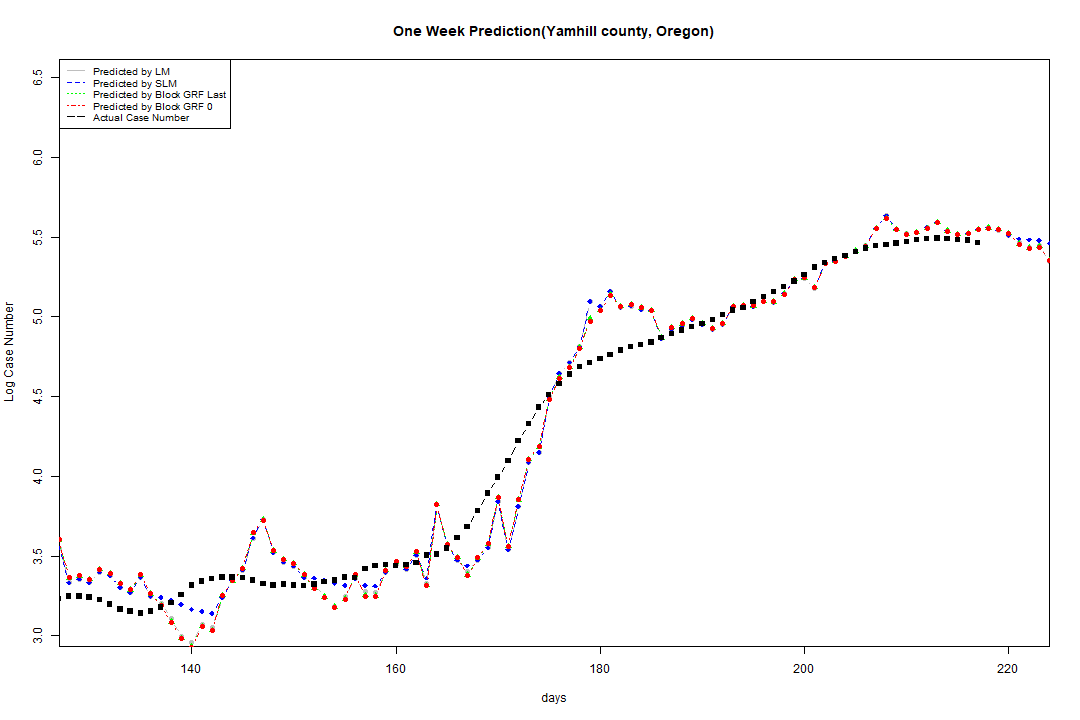 One Week Prediction(Yamhill county, Oregon)
Predicted by LM
Predicted by SLM
Predicted by Block GRF Last
Predicted by Block GRF 0
Actual Case Number
6.5
6.0
5.5
5.0
4.5
4.0
3.5
3.0
Log Case Number
140 160 180 200 220
days